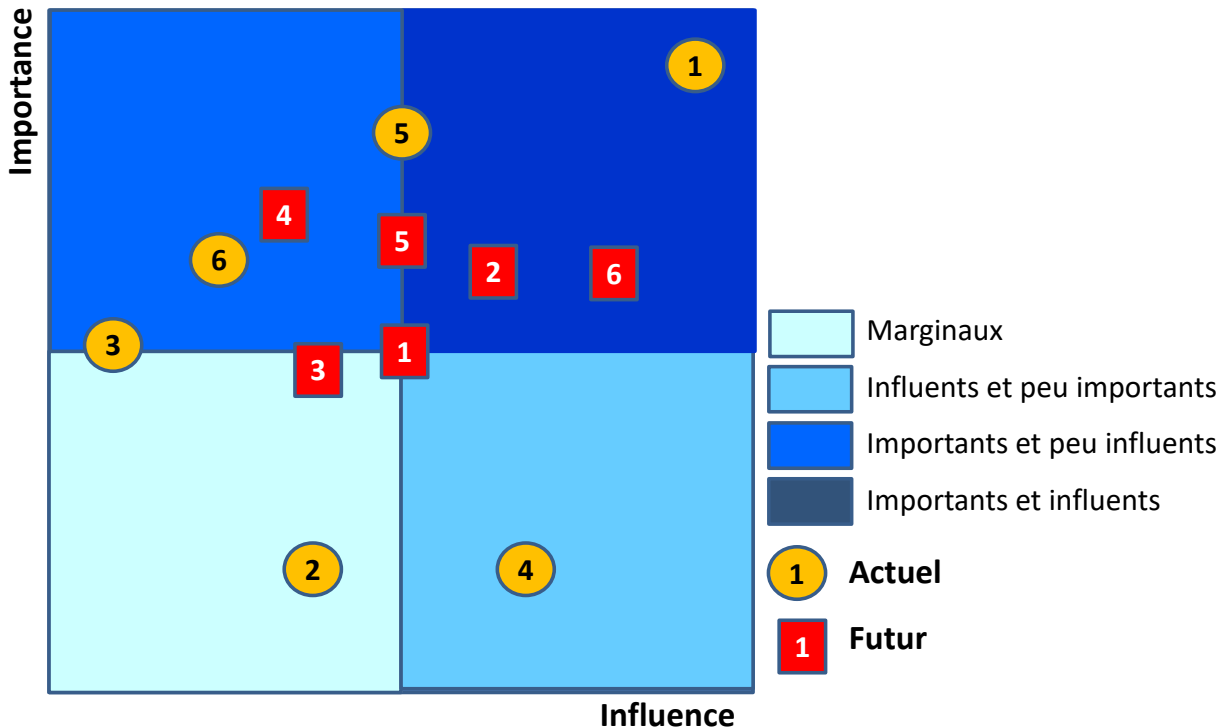 Importance
1
5
4
5
6
2
6
3
1
3
2
4
Influence
Marginaux
Influents et peu importants
Importants et peu influents
Importants et influents
1 Actuel
1 Futur